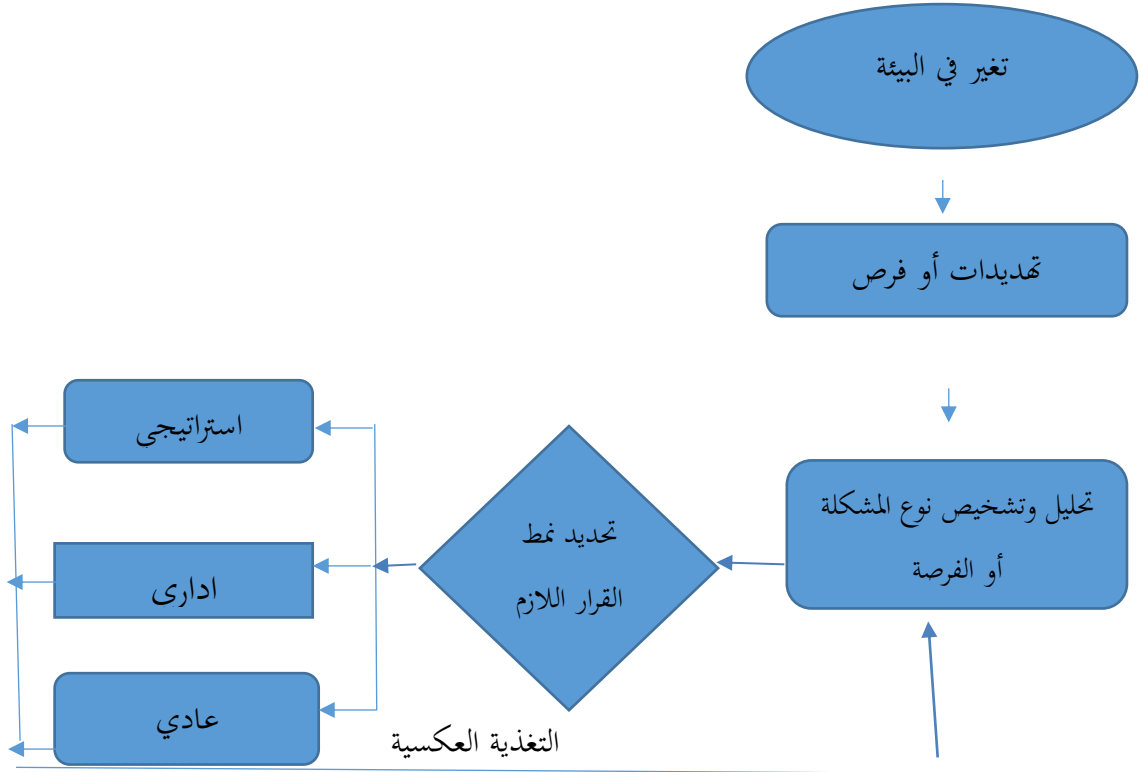 تغير في البيئة
تهديدات أو فرص
تحليل وتشخيص نوع المشكلة
أو الفرصة
تحديد نمط
القرار اللازم
استراتيجى
ادارى
عادي
التغذية العكسية